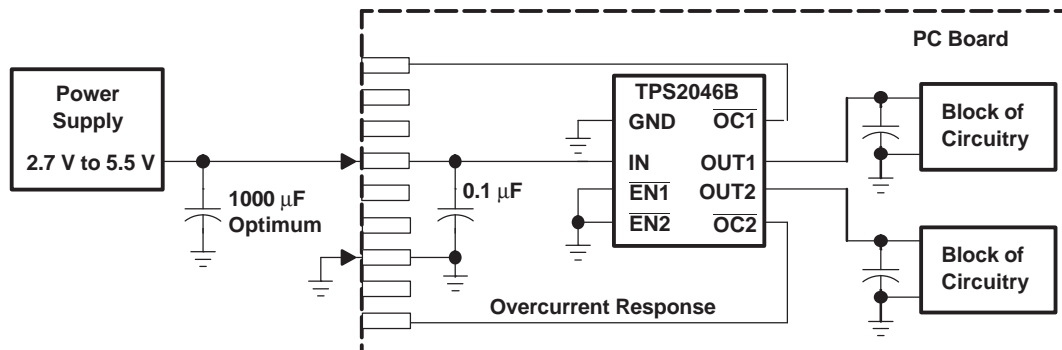 PC Board
Power
Supply
2.7 V to 5.5 V
1000 μF
Optimum
0.1 μF
TPS2046B
GND
OC1
IN
OUT1
EN1
OUT2
EN2
OC2
Block of
Circuitry
Block of
Circuitry
Overcurrent Response